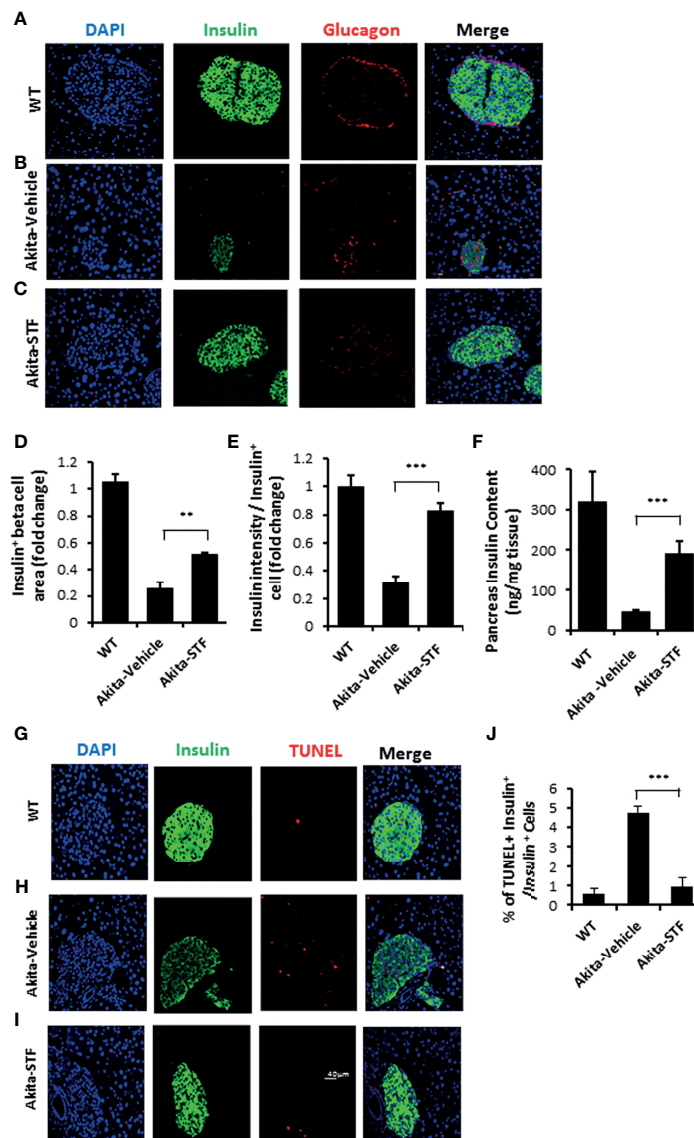 A
DAPI Insulin Glucagon Merge
WT
B
Akita-Vehicle
C
Akita-STF
D
Insulin+ beta cell
area (fold change)
1.2
1
0.8
0.6
0.4
0.2
0
WT
Akita-Vehicle
Akita-STF
**
E
Insulin intensity / Insulin+
cell (fold change)
1.2
1
0.8
0.6
0.4
0.2
0
WT
Akita-Vehicle
Akita-STF
***
F
Pancreas Insulin Content
(ng/mg tissue)
400
300
200
100
0
WT
Akita -Vehicle
Akita-STF
***
G
DAPI Insulin TUNEL Merge
WT
H
Akita-Vehicle
I
Akita-STF
40µm
J
% of TUNEL+ Insulin+
/Insulin+ Cells
6
5
4
3
2
1
0
WT
Akita-Vehicle
Akita-STF
***